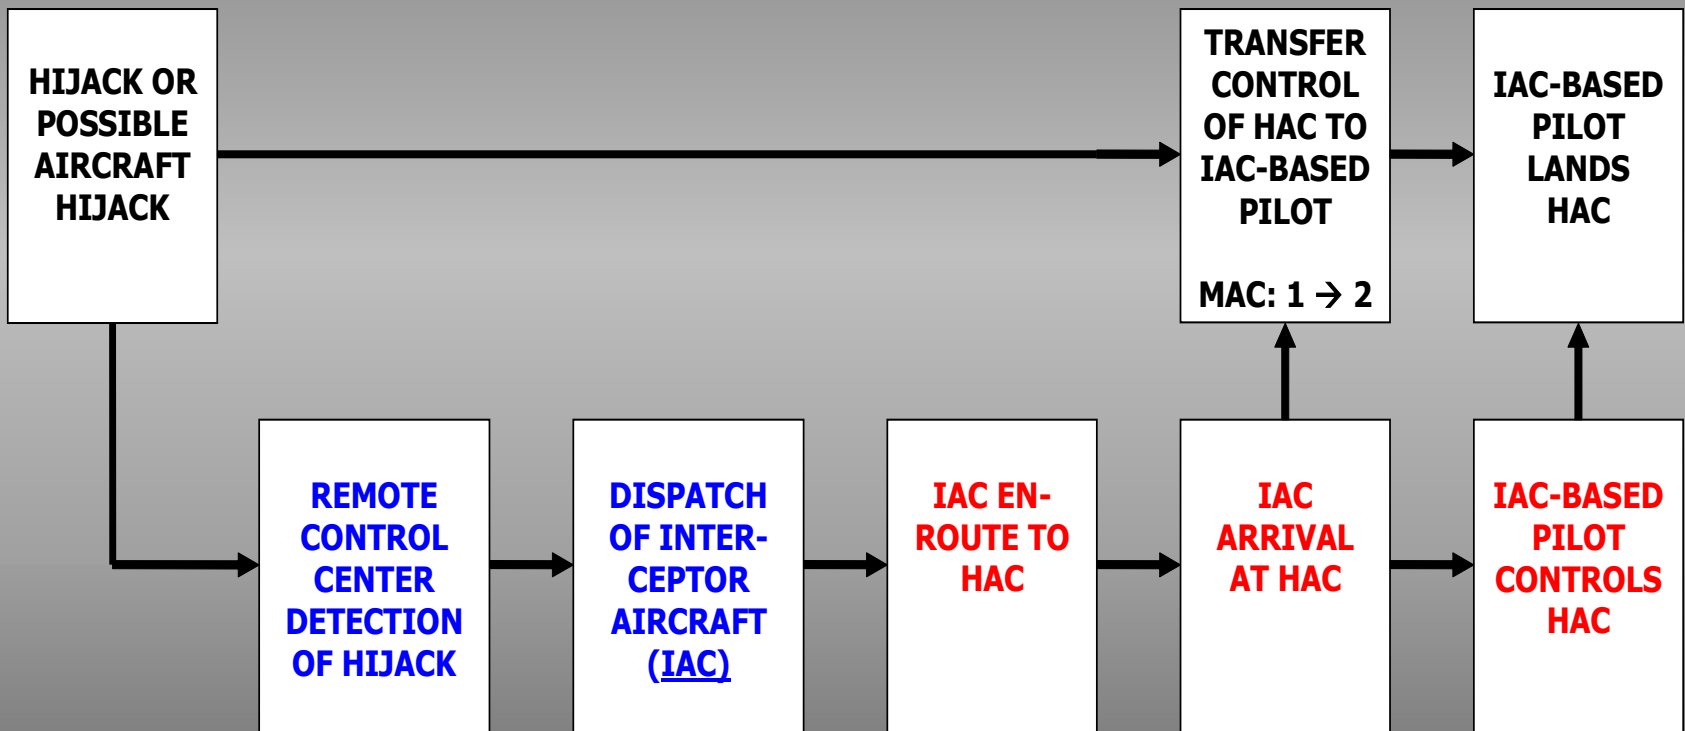 HIJACK OR
POSSIBLE
AIRCRAFT
HIJACK
TRANSFER
CONTROL
OF HAC TO
IAC-BASED
PILOT
MAC: 1 → 2
IAC-BASED
PILOT
LANDS
HAC
REMOTE
CONTROL
CENTER
DETECTION
OF HIJACK
DISPATCH
OF INTER-
CEPTOR
AIRCRAFT
(IAC)
IAC EN-
ROUTE TO
HAC
IAC
ARRIVAL
AT HAC
IAC-BASED
PILOT
CONTROLS
HAC